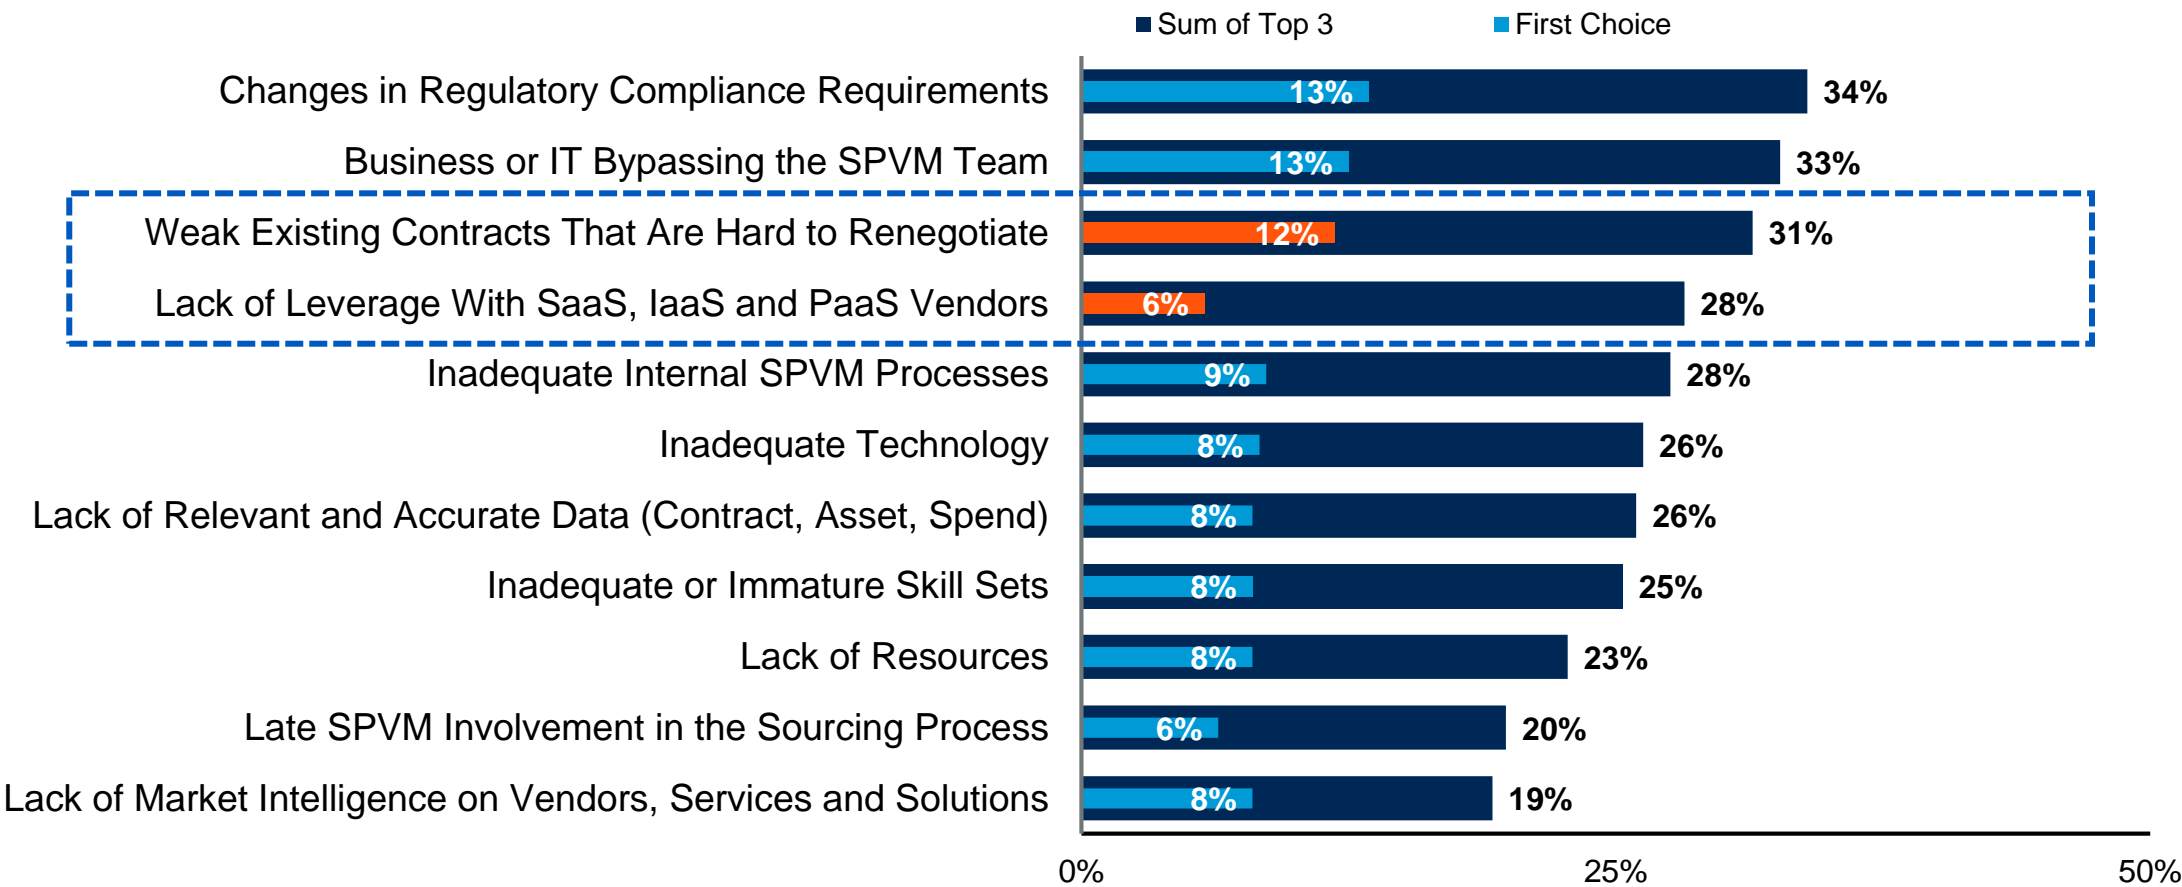 Sum of Top 3 First Choice
Changes in Regulatory Compliance Requirements 13% 34%
Business or IT Bypassing the SPVM Team 13% 33%
Weak Existing Contracts That Are Hard to Renegotiate 12% 31%
Lack of Leverage With SaaS, IaaS and PaaS Vendors 6% 28%
Inadequate Internal SPVM Processes 9% 28%
Inadequate Technology 8% 26%
Lack of Relevant and Accurate Data (Contract, Asset, Spend) 8% 26%
Inadequate or Immature Skill Sets 8% 25%
Lack of Resources 8% 23%
Late SPVM Involvement in the Sourcing Process 6% 20%
Lack of Market Intelligence on Vendors, Services and Solutions 8% 19%
0% 25% 50%